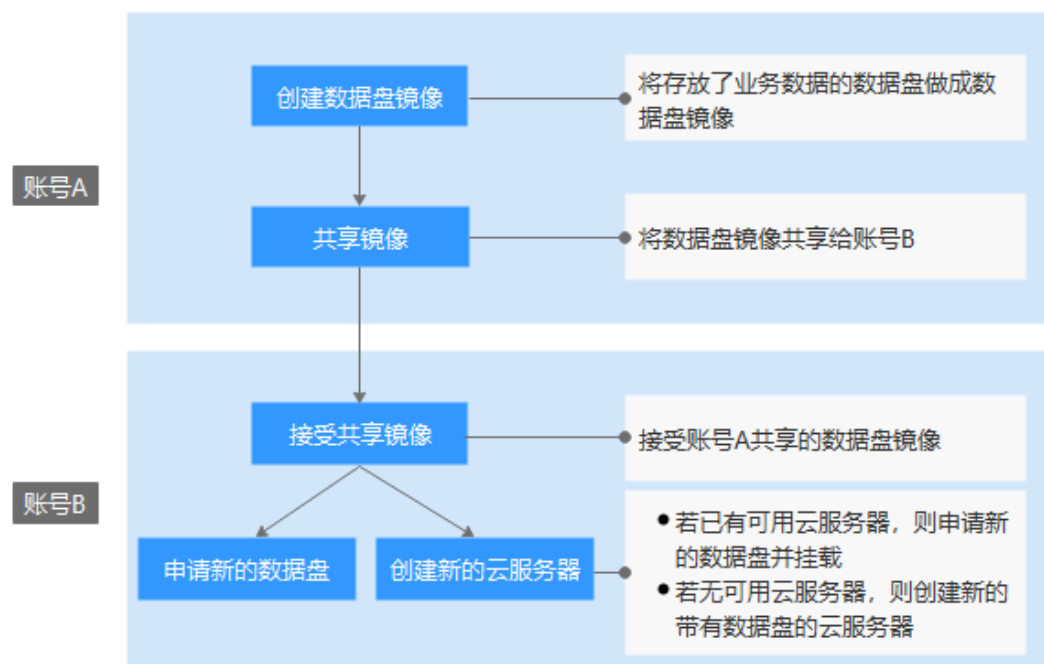 创建数据盘镜像
将存放了业务数据的数据盘做成数
据盘镜像
账号A
共享镜像
将数据盘镜像共享给账号B
接受共享镜像
接受账号A共享的数据盘镜像
账号B
申请新的数据盘
创建新的云服务器
●若已有可用云服务器，则申请新
的数据盘并挂载
●若无可用云服务器，则创建新的
带有数据盘的云服务器